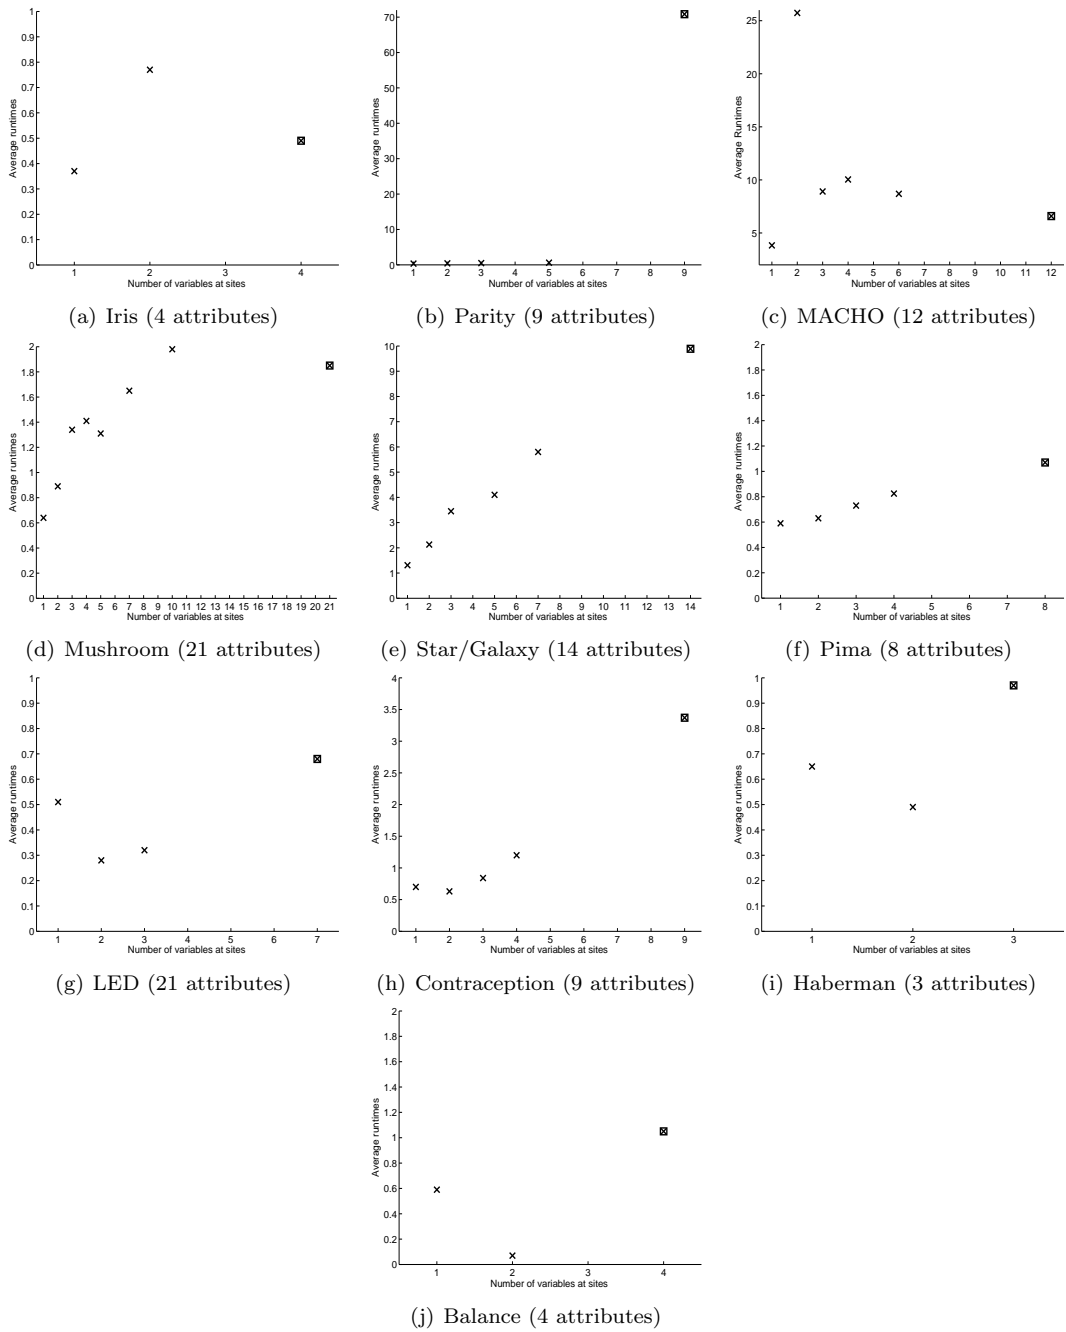 1
0.9
0.8
0.7
0.6
0.5
0.4
0.3
0.2
0.1
0
Average runtimes
1 2 3 4
Number of variables at sites
(a) Iris (4 attributes)
70
60
50
40
30
20
10
0
Average runtimes
1 2 3 4 5 6 7 8 9
Number of variables at sites
(b) Parity (9 attributes)
25
20
15
10
5
Average Runtimes
1 2 3 4 5 6 7 8 9 10 11 12
Number of variables at sites
(c) MACHO (12 attributes)
2
1.8
1.6
1.4
1.2
1
0.8
0.6
0.4
0.2
0
Average runtimes
1 2 3 4 5 6 7 8 9 10 11 12 13 14 15 16 17 18 19 20 21
Number of variables at sites
(d) Mushroom (21 attributes)
10
9
8
7
6
5
4
3
2
1
0
Average runtimes
1 2 3 4 5 6 7 8 9 10 11 12 13 14
Number of variables at sites
(e) Star/Galaxy (14 attributes)
2
1.8
1.6
1.4
1.2
1
0.8
0.6
0.4
0.2
0
Average runtimes
1 2 3 4 5 6 7 8
Number of variables at sites
(f) Pima (8 attributes)
1
0.9
0.8
0.7
0.6
0.5
0.4
0.3
0.2
0.1
0
Average runtimes
1 2 3 4 5 6 7
Number of variables at sites
(g) LED (21 attributes)
4
3.5
3
2.5
2
1.5
1
0.5
0
Average runtimes
1 2 3 4 5 6 7 8 9
Number of variables at sites
(h) Contraception (9 attributes)
1
0.9
0.8
0.7
0.6
0.5
0.4
0.3
0.2
0.1
0
Average runtimes
1 2 3
Number of variables at sites
(i) Haberman (3 attributes)
2
1.8
1.6
1.4
1.2
1
0.8
0.6
0.4
0.2
0
Average runtimes
1 2 3 4
Number of variables at sites
(j) Balance (4 attributes)